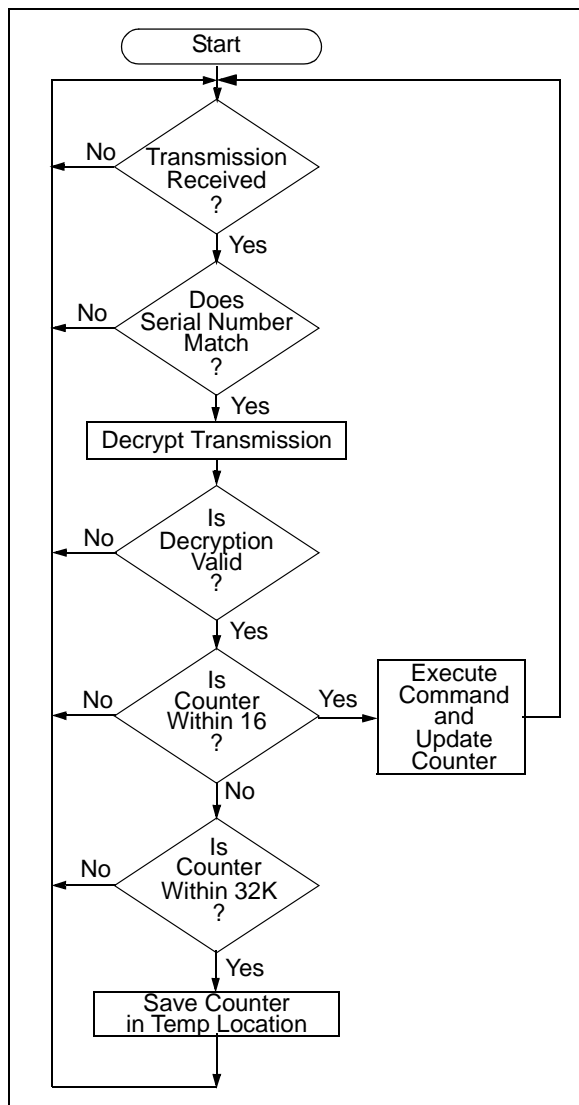 Start
No
Transmission
Received
?
Yes
No
Does
Serial Number
Match
?
Yes
Decrypt Transmission
No
Is
Decryption
Valid
?
Yes
No
Is
Counter
Within 16
?
Yes
Execute
Command
and
Update
Counter
No
No
Is
Counter
Within 32K
?
Yes
Save Counter
in Temp Location